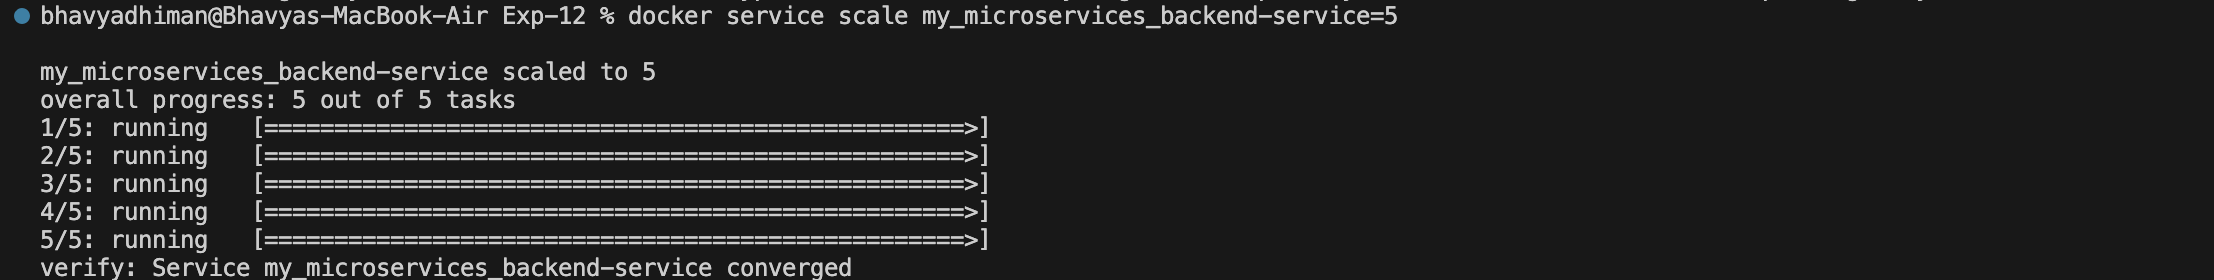 bhavyadhiman@Bhavyas-MacBook-Air Exp-12 % docker service scale my_microservices_backend-service=5
my_microservices_backend-service scaled to 5
overall progress: 5 out of 5 tasks
1/5: running   [==================================================>]
2/5: running   [==================================================>]
3/5: running   [==================================================>]
4/5: running   [==================================================>]
5/5: running   [==================================================>]
verify: Service my_microservices_backend-service converged